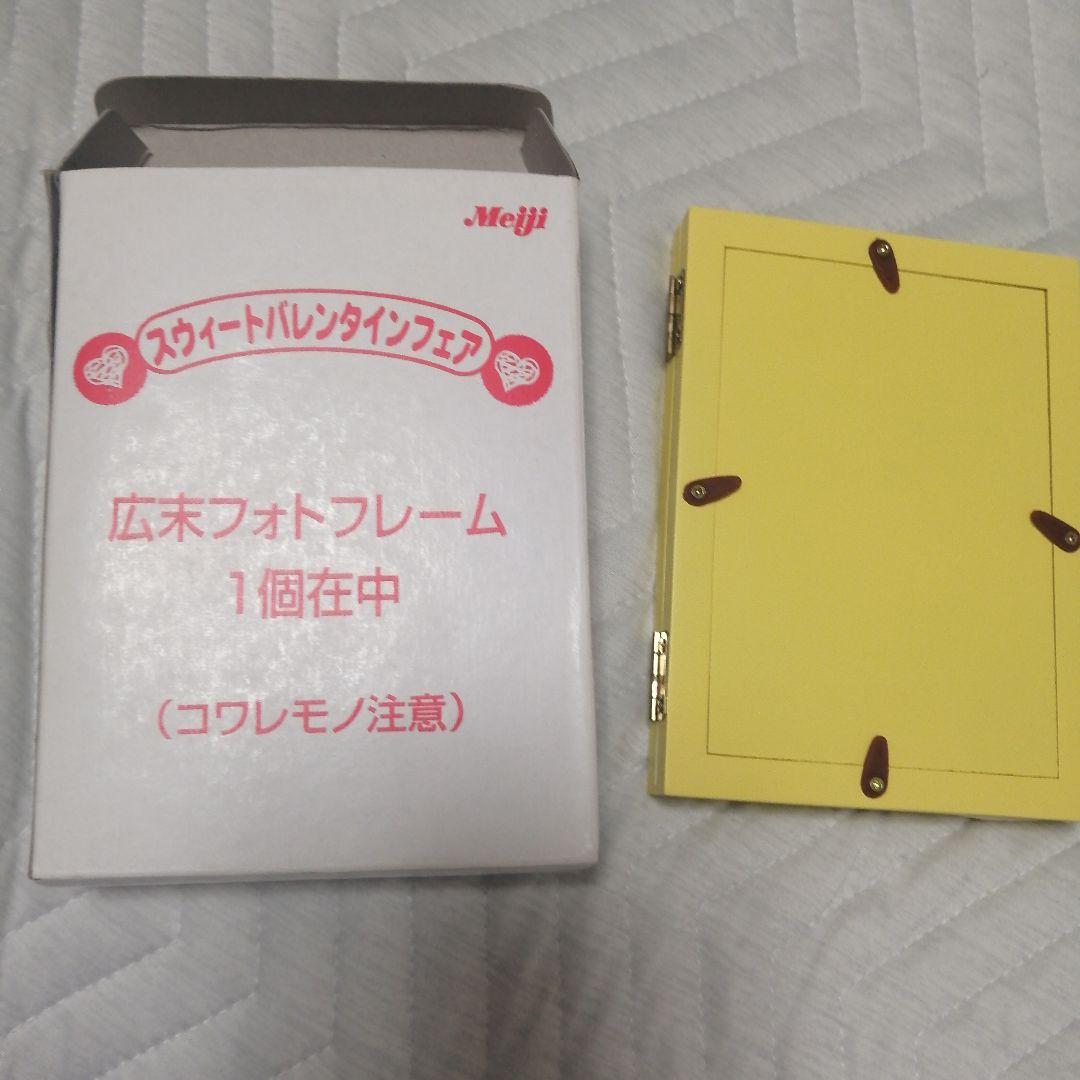 Meiji
スウィートバレンタインフェア
広末フォトフレーム
1個在中
（コワレモノ注意）